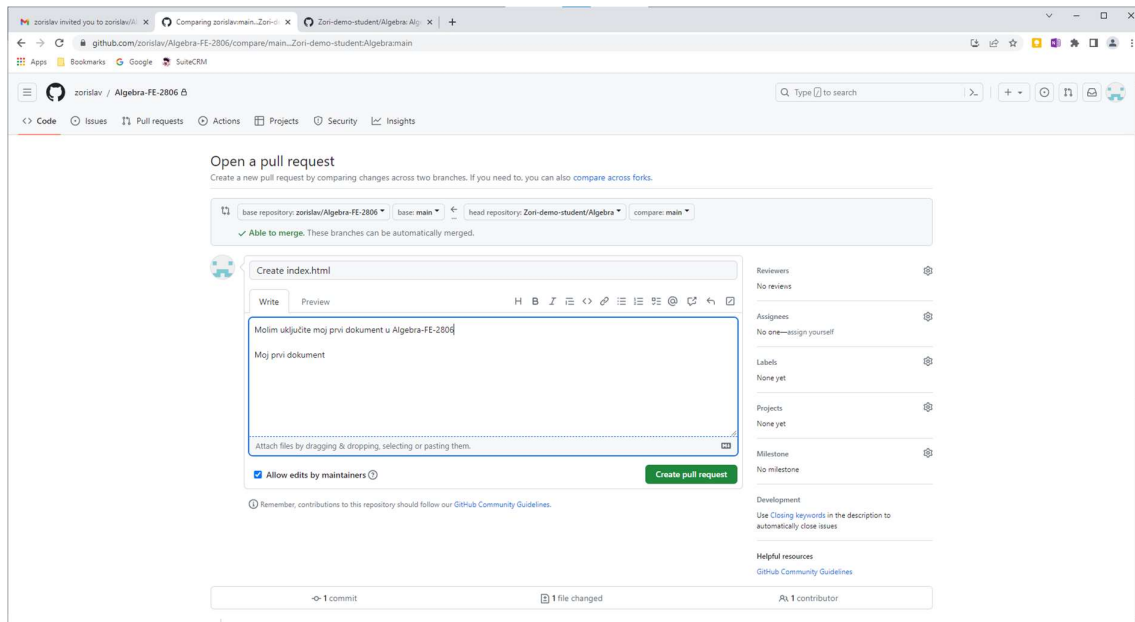 zorislav invited you to zorislav/Al
Comparing zorislav:main...Zori-d
Zori-demo-student/Algebra: Alg
github.com/zorislav/Algebra-FE-2806/compare/main...Zori-demo-student:Algebra:main
Apps Bookmarks Google SuiteCRM
zorislav / Algebra-FE-2806
Type / to search
Code Issues Pull requests Actions Projects Security Insights
Open a pull request
Create a new pull request by comparing changes across two branches. If you need to, you can also compare across forks.
base repository: zorislav/Algebra-FE-2806 base: main head repository: Zori-demo-student/Algebra compare: main
Able to merge. These branches can be automatically merged.
Create index.html
Write Preview
Molim uključite moj prvi dokument u Algebra-FE-2806
Moj prvi dokument
Attach files by dragging & dropping, selecting or pasting them.
Allow edits by maintainers
Create pull request
Remember, contributions to this repository should follow our GitHub Community Guidelines.
Reviewers
No reviews
Assignees
No one—assign yourself
Labels
None yet
Projects
None yet
Milestone
No milestone
Development
Use Closing keywords in the description to
automatically close issues
Helpful resources
GitHub Community Guidelines
1 commit
1 file changed
1 contributor